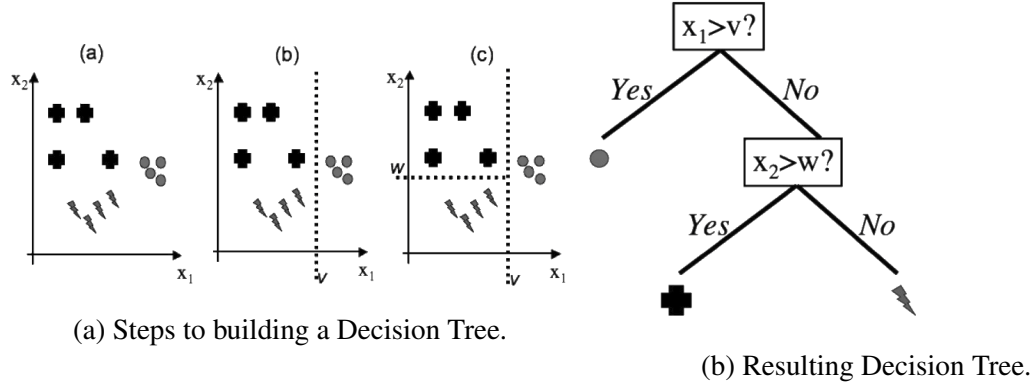 (a)
(b)
(c)
x₂
x₂
x₂
w
x₁
v
x₁
v
x₁
(a) Steps to building a Decision Tree.
x₁>v?
Yes
No
x₂>w?
Yes
No
(b) Resulting Decision Tree.